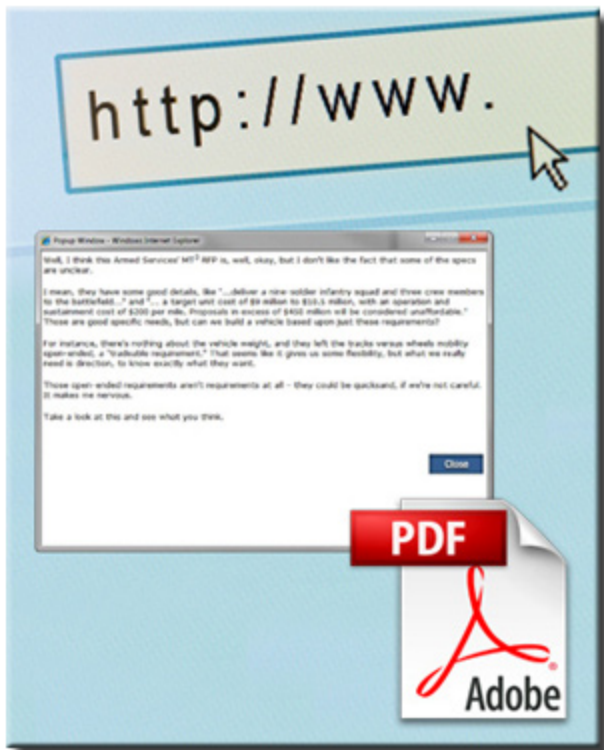 http://www.
Popup Window - Windows Internet Explorer
Well, I think this Armed Services' MT³ RFP is, well, okay, but I don't like the fact that some of the specs
are unclear.
I mean, they have some good details, like "...deliver a nine-soldier infantry squad and three crew members
to the battlefield..." and "... a target unit cost of $9 million to $10.5 million, with an operation and
sustainment cost of $200 per mile. Proposals in excess of $450 million will be considered unaffordable."
Those are good specific needs, but can we build a vehicle based upon just these requirements?
For instance, there's nothing about the vehicle weight, and they left the tracks versus wheels mobility
open-ended, a "tradeable requirement." That seems like it gives us some flexibility, but what we really
need is direction, to know exactly what they want.
Those open-ended requirements aren't requirements at all - they could be quicksand, if we're not careful.
It makes me nervous.
Take a look at this and see what you think.
Close
PDF
Adobe